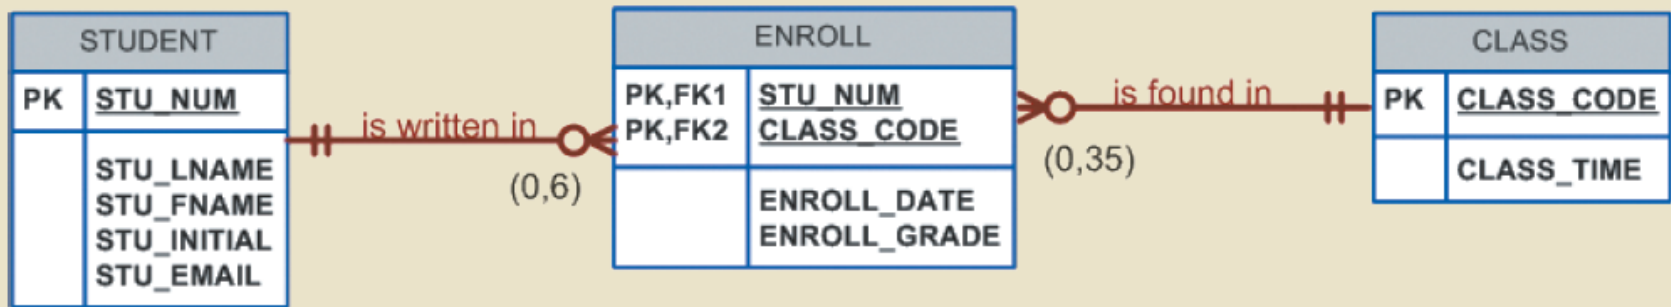 STUDENT
PK STU_NUM
STU_LNAME
STU_FNAME
STU_INITIAL
STU_EMAIL
is written in
(0,6)
ENROLL
PK,FK1 STU_NUM
PK,FK2 CLASS_CODE
ENROLL_DATE
ENROLL_GRADE
is found in
(0,35)
CLASS
PK CLASS_CODE
CLASS_TIME